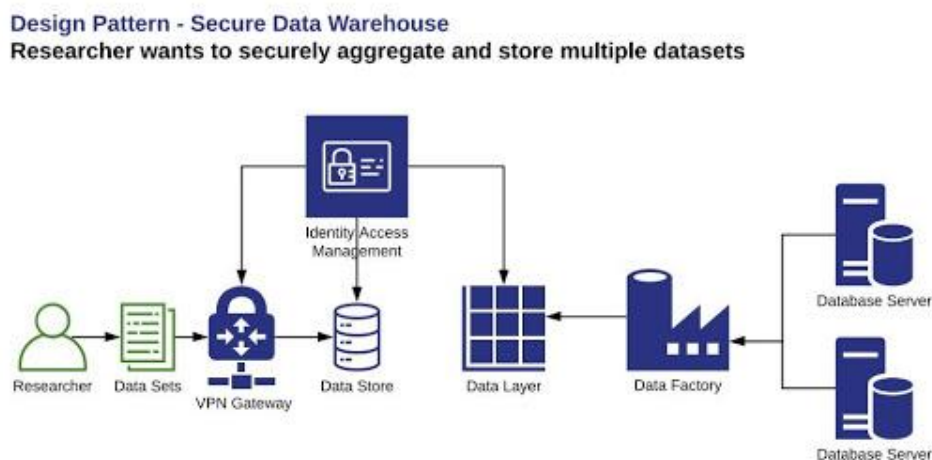 Design Pattern - Secure Data Warehouse
Researcher wants to securely aggregate and store multiple datasets
Identity Access
Management
Database Server
Researcher
Data Sets
VPN Gateway
Data Store
Data Layer
Data Factory
Database Server